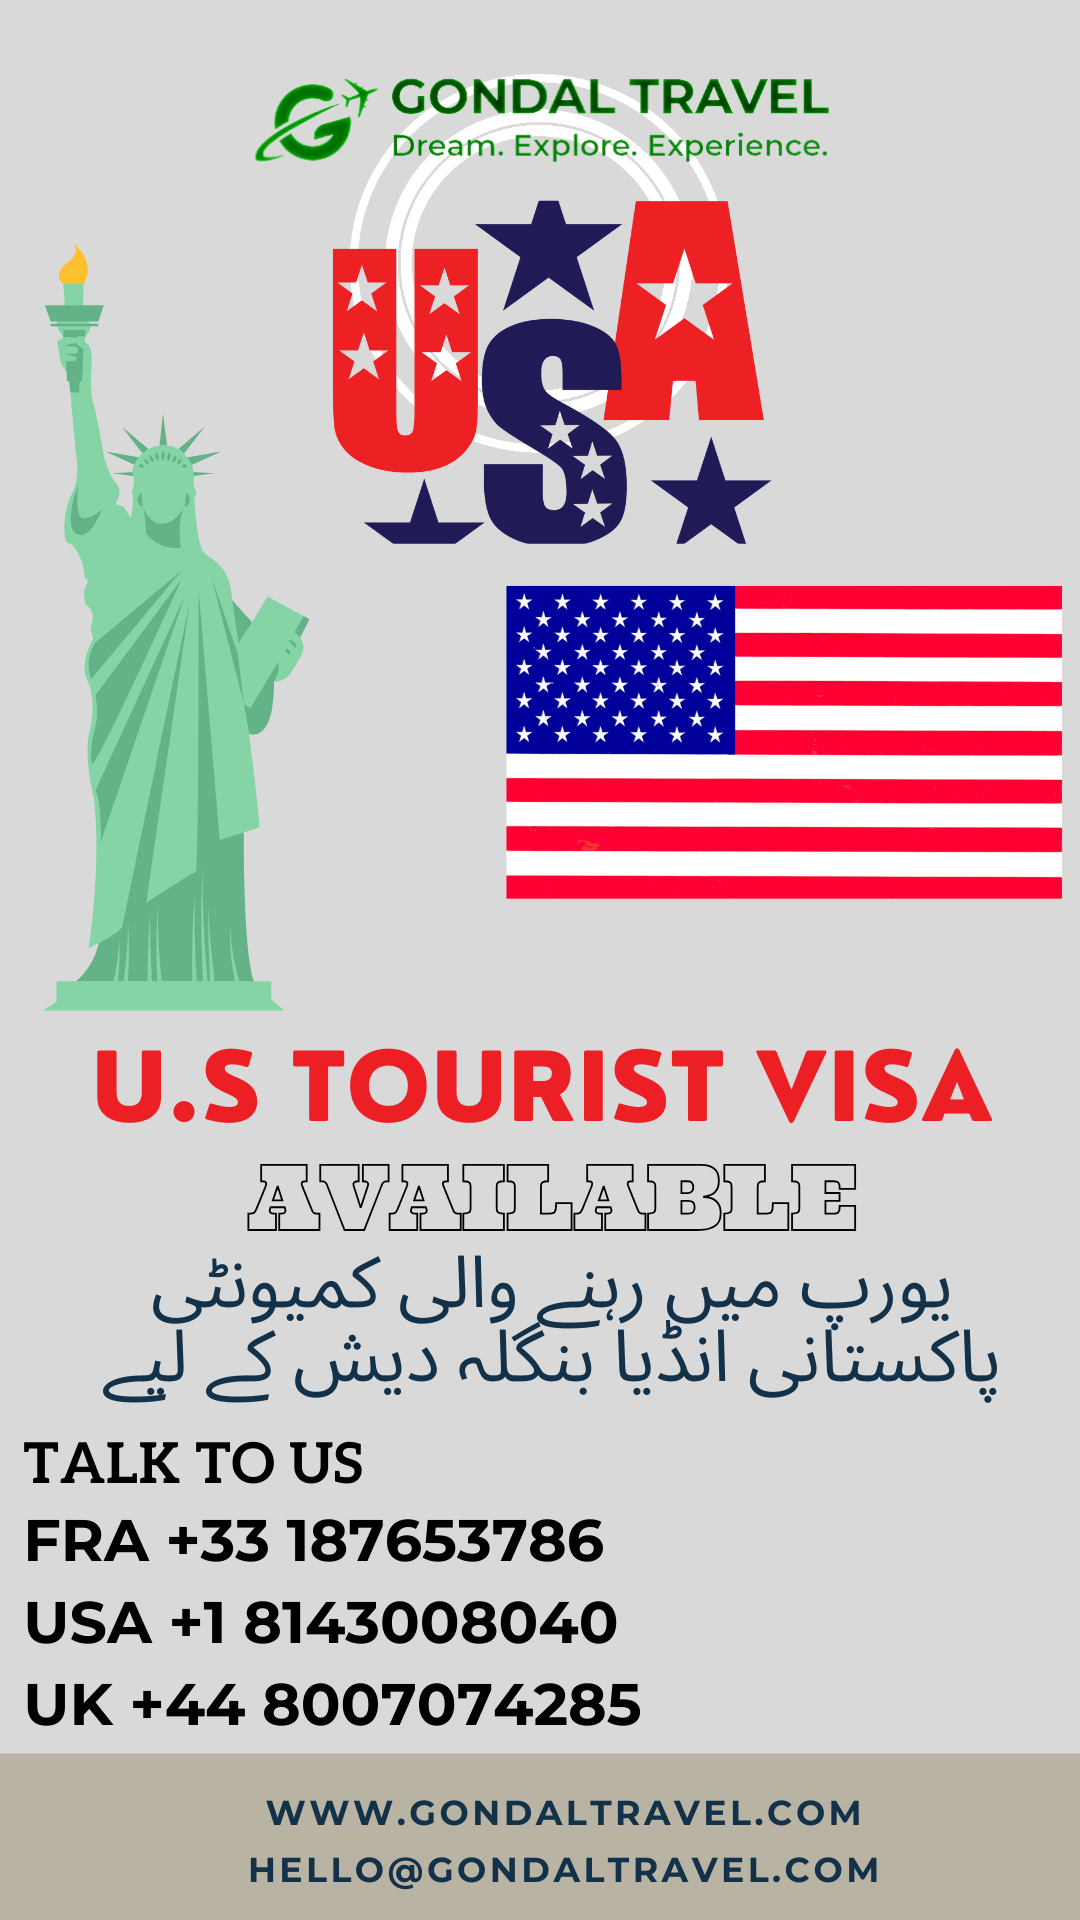 GONDAL TRAVEL
Dream. Explore. Experience.
USA
U.S TOURIST VISA
AVAILABLE
یورپ میں رہنے والی کمیونٹی
پاکستانی انڈیا بنگلہ دیش کے لیے
TALK TO US
FRA +33 187653786
USA +1 8143008040
UK +44 8007074285
WWW.GONDALTRAVEL.COM
HELLO@GONDALTRAVEL.COM